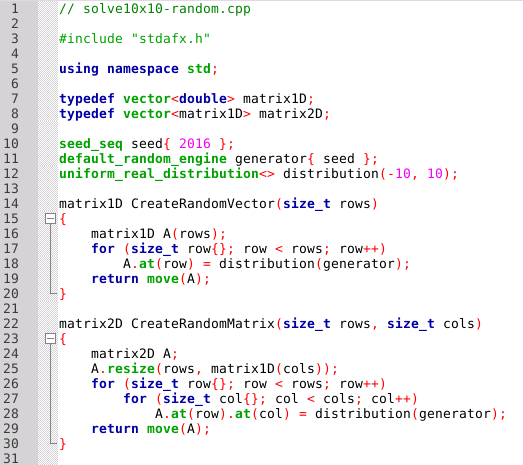 1 // solve10x10-random.cpp
2
3 #include "stdafx.h"
4
5 using namespace std;
6
7 typedef vector<double> matrix1D;
8 typedef vector<matrix1D> matrix2D;
9
10 seed_seq seed{ 2016 };
11 default_random_engine generator{ seed };
12 uniform_real_distribution<> distribution(-10, 10);
13
14 matrix1D CreateRandomVector(size_t rows)
15 {
16     matrix1D A(rows);
17     for (size_t row{}; row < rows; row++)
18         A.at(row) = distribution(generator);
19     return move(A);
20 }
21
22 matrix2D CreateRandomMatrix(size_t rows, size_t cols)
23 {
24     matrix2D A;
25     A.resize(rows, matrix1D(cols));
26     for (size_t row{}; row < rows; row++)
27         for (size_t col{}; col < cols; col++)
28             A.at(row).at(col) = distribution(generator);
29     return move(A);
30 }
31